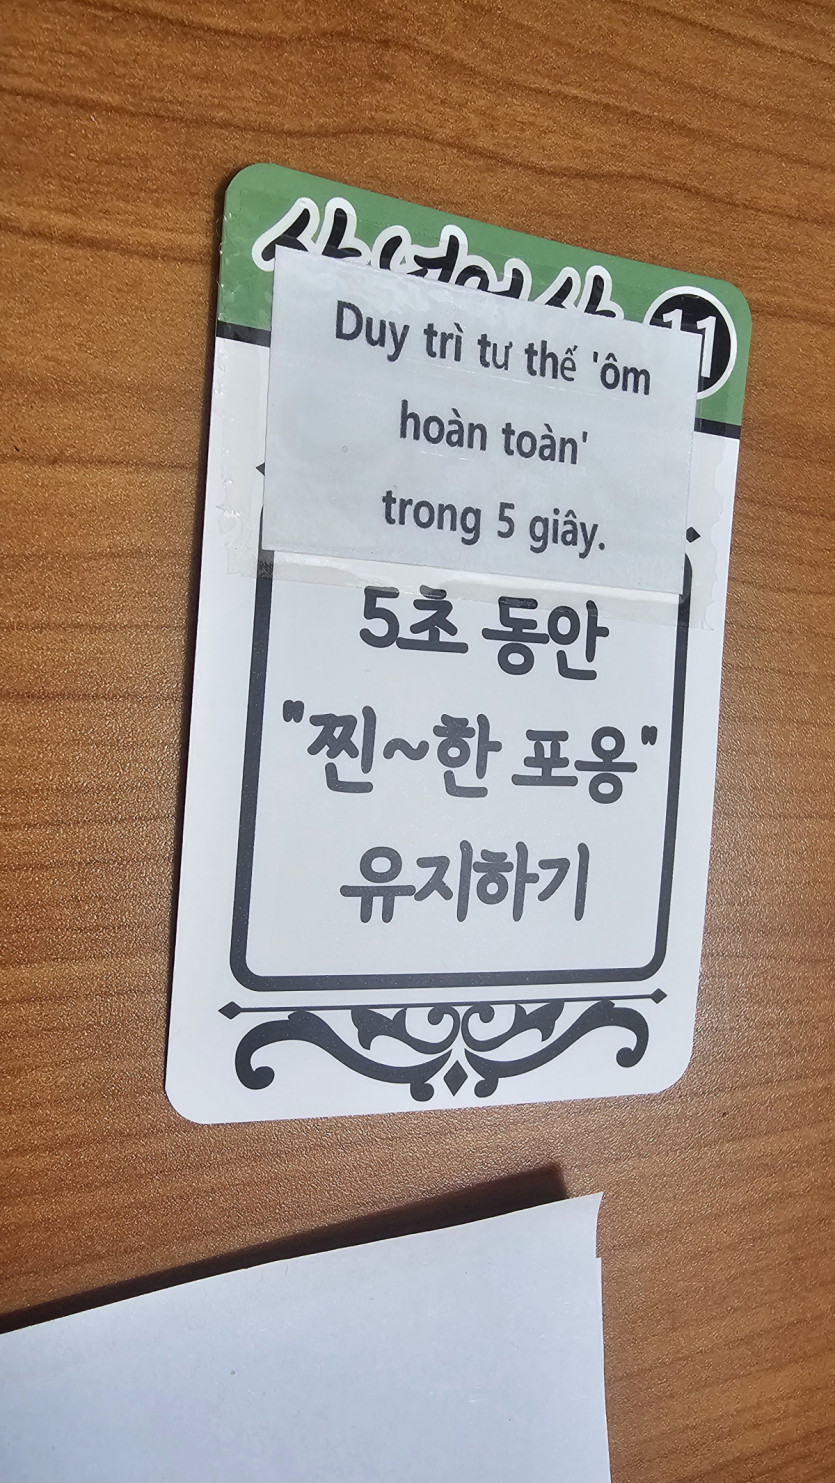 11
Duy trì tư thế 'ôm
hoàn toàn'
trong 5 giây.
5초 동안
"찐~한 포옹"
유지하기